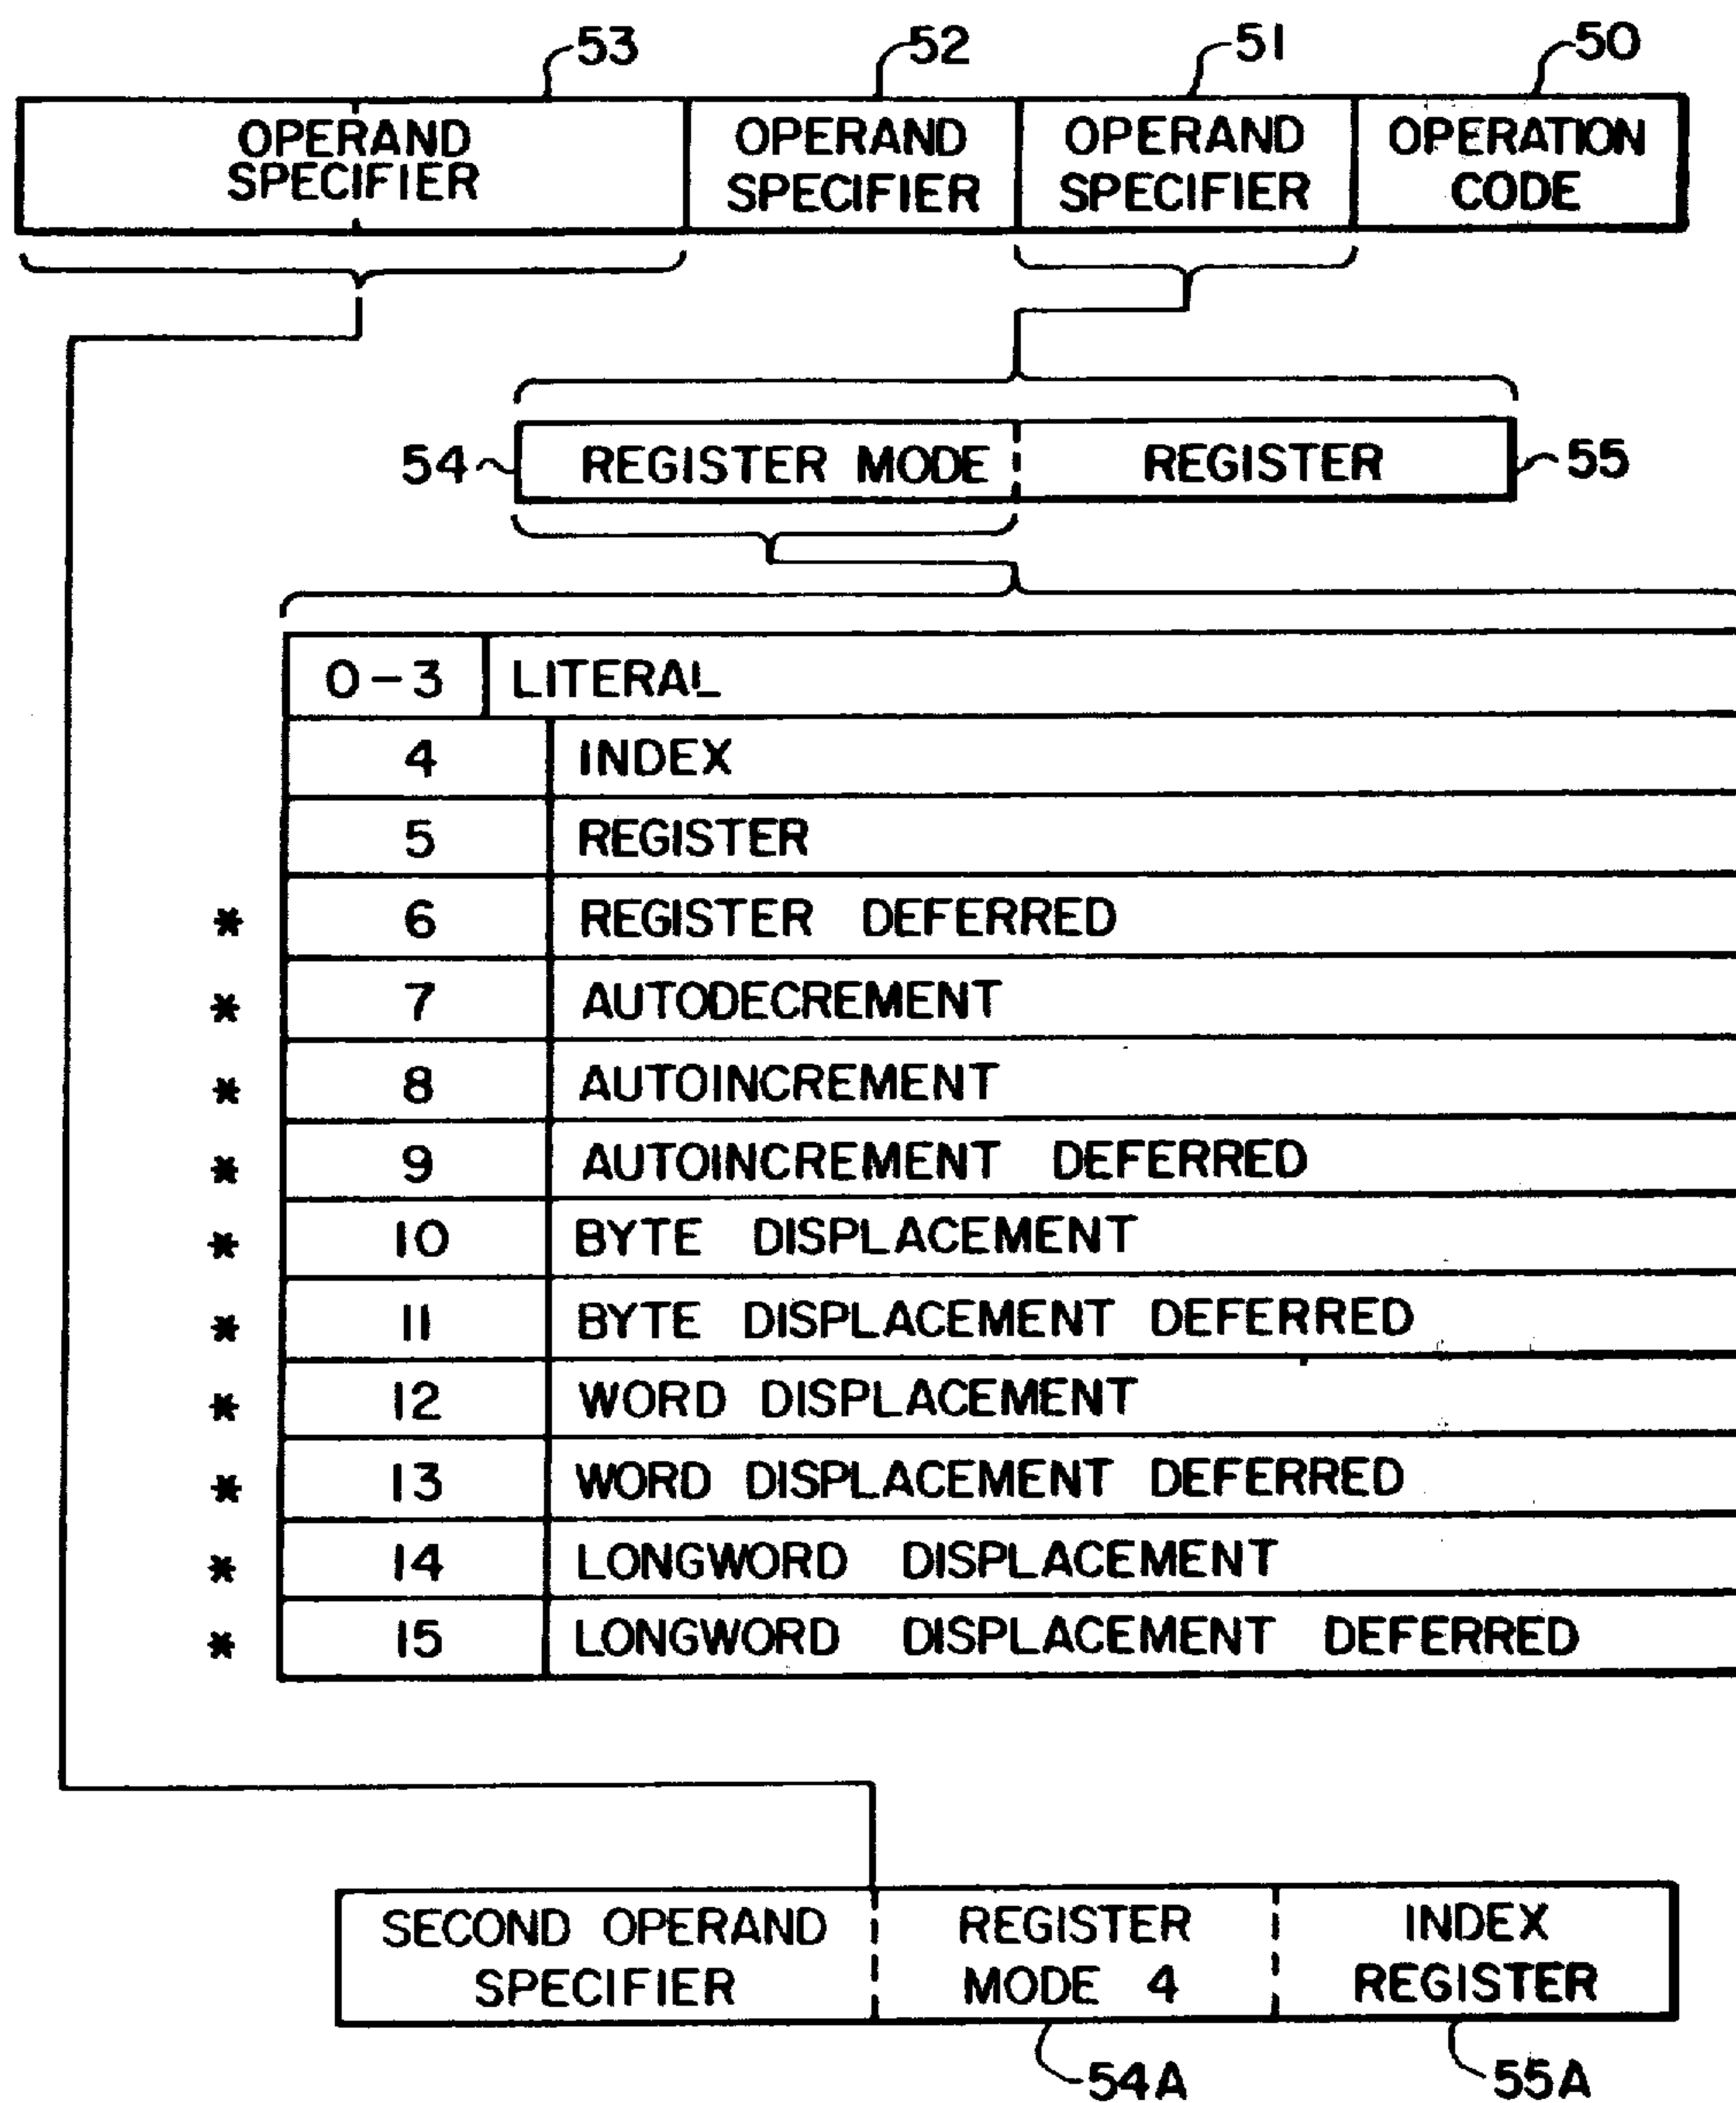 53 52 51 50
OPERAND SPECIFIER
OPERAND SPECIFIER
OPERAND SPECIFIER
OPERATION CODE
54 REGISTER MODE REGISTER 55
0-3 LITERAL
4 INDEX
5 REGISTER
* 6 REGISTER DEFERRED
* 7 AUTODECREMENT
* 8 AUTOINCREMENT
* 9 AUTOINCREMENT DEFERRED
* 10 BYTE DISPLACEMENT
* 11 BYTE DISPLACEMENT DEFERRED
* 12 WORD DISPLACEMENT
* 13 WORD DISPLACEMENT DEFERRED
* 14 LONGWORD DISPLACEMENT
* 15 LONGWORD DISPLACEMENT DEFERRED
SECOND OPERAND
SPECIFIER
REGISTER
MODE 4
INDEX
REGISTER
54A 55A